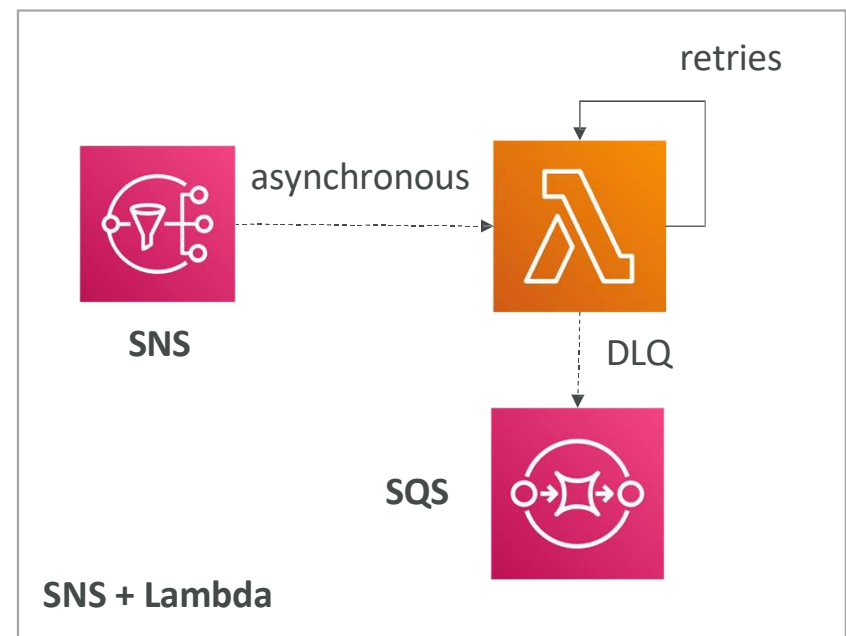 retries
asynchronous
SNS
DLQ
SQS
SNS + Lambda